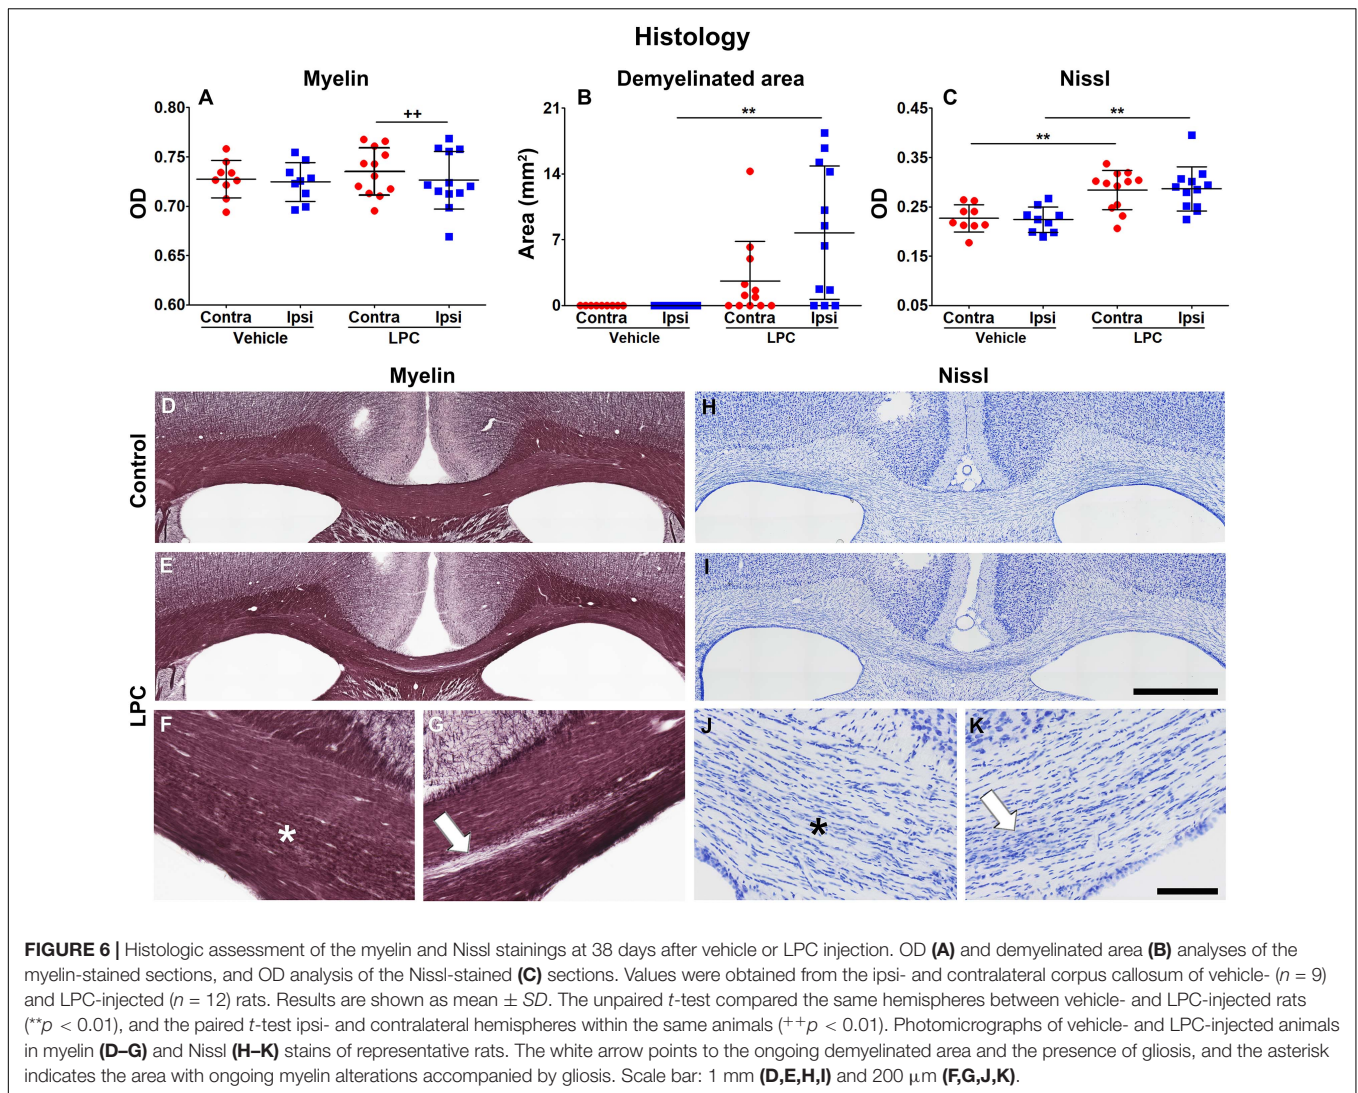 Histology
Myelin
Demyelinated area
Nissl
A
0.80
0.75
0.70
0.65
0.60
OD
++
Contra Ipsi Contra Ipsi
Vehicle LPC
B
21
14
7
0
Area (mm²)
**
Contra Ipsi Contra Ipsi
Vehicle LPC
C
0.45
0.35
0.25
0.15
0.05
OD
**
**
Contra Ipsi Contra Ipsi
Vehicle LPC
Myelin
Nissl
Control
D
H
LPC
E
I
F
*
G
J
*
K
FIGURE 6 | Histologic assessment of the myelin and Nissl stainings at 38 days after vehicle or LPC injection. OD (A) and demyelinated area (B) analyses of the
myelin-stained sections, and OD analysis of the Nissl-stained (C) sections. Values were obtained from the ipsi- and contralateral corpus callosum of vehicle- (n = 9)
and LPC-injected (n = 12) rats. Results are shown as mean ± SD. The unpaired t-test compared the same hemispheres between vehicle- and LPC-injected rats
(**p < 0.01), and the paired t-test ipsi- and contralateral hemispheres within the same animals (++p < 0.01). Photomicrographs of vehicle- and LPC-injected animals
in myelin (D–G) and Nissl (H–K) stains of representative rats. The white arrow points to the ongoing demyelinated area and the presence of gliosis, and the asterisk
indicates the area with ongoing myelin alterations accompanied by gliosis. Scale bar: 1 mm (D,E,H,I) and 200 μm (F,G,J,K).